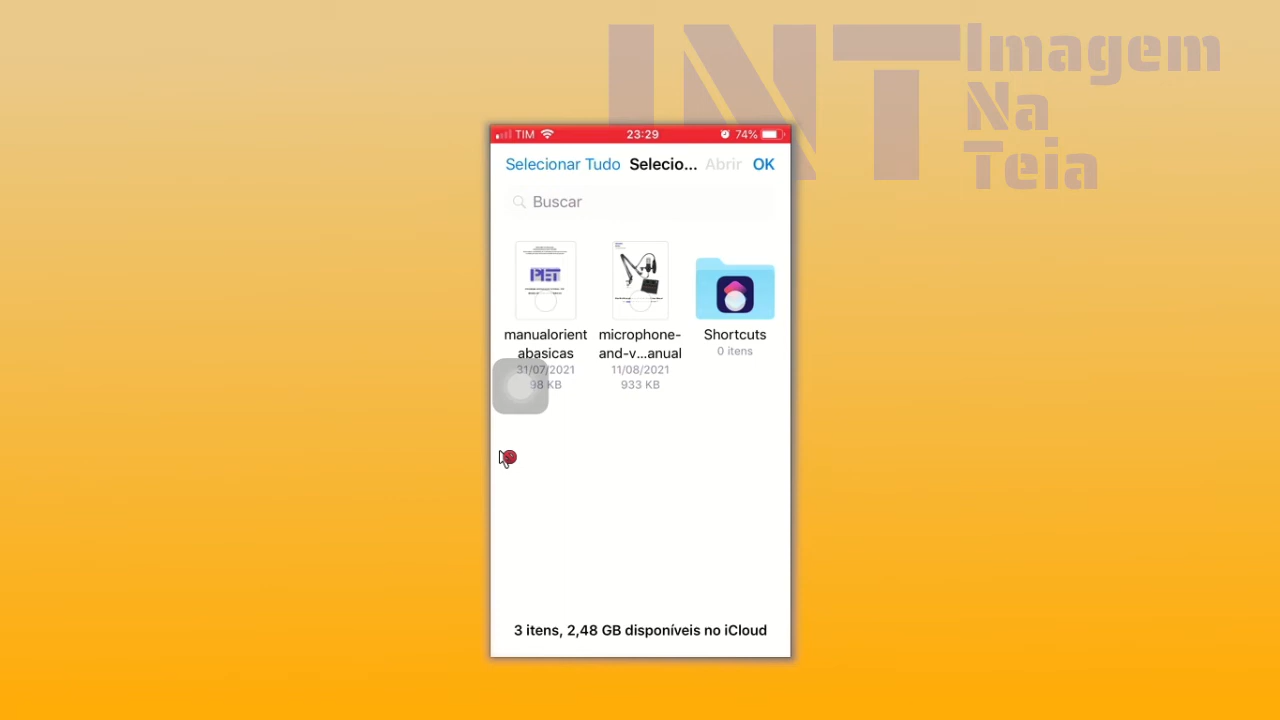 INT
Imagem
Na
Teia
TIM 23:29 74%
Selecionar Tudo Selecio... Abrir OK
Buscar
PET
manualorient
abasicas
31/07/2021
98 KB
microphone-
and-v...anual
11/08/2021
933 KB
Shortcuts
0 itens
3 itens, 2,48 GB disponíveis no iCloud